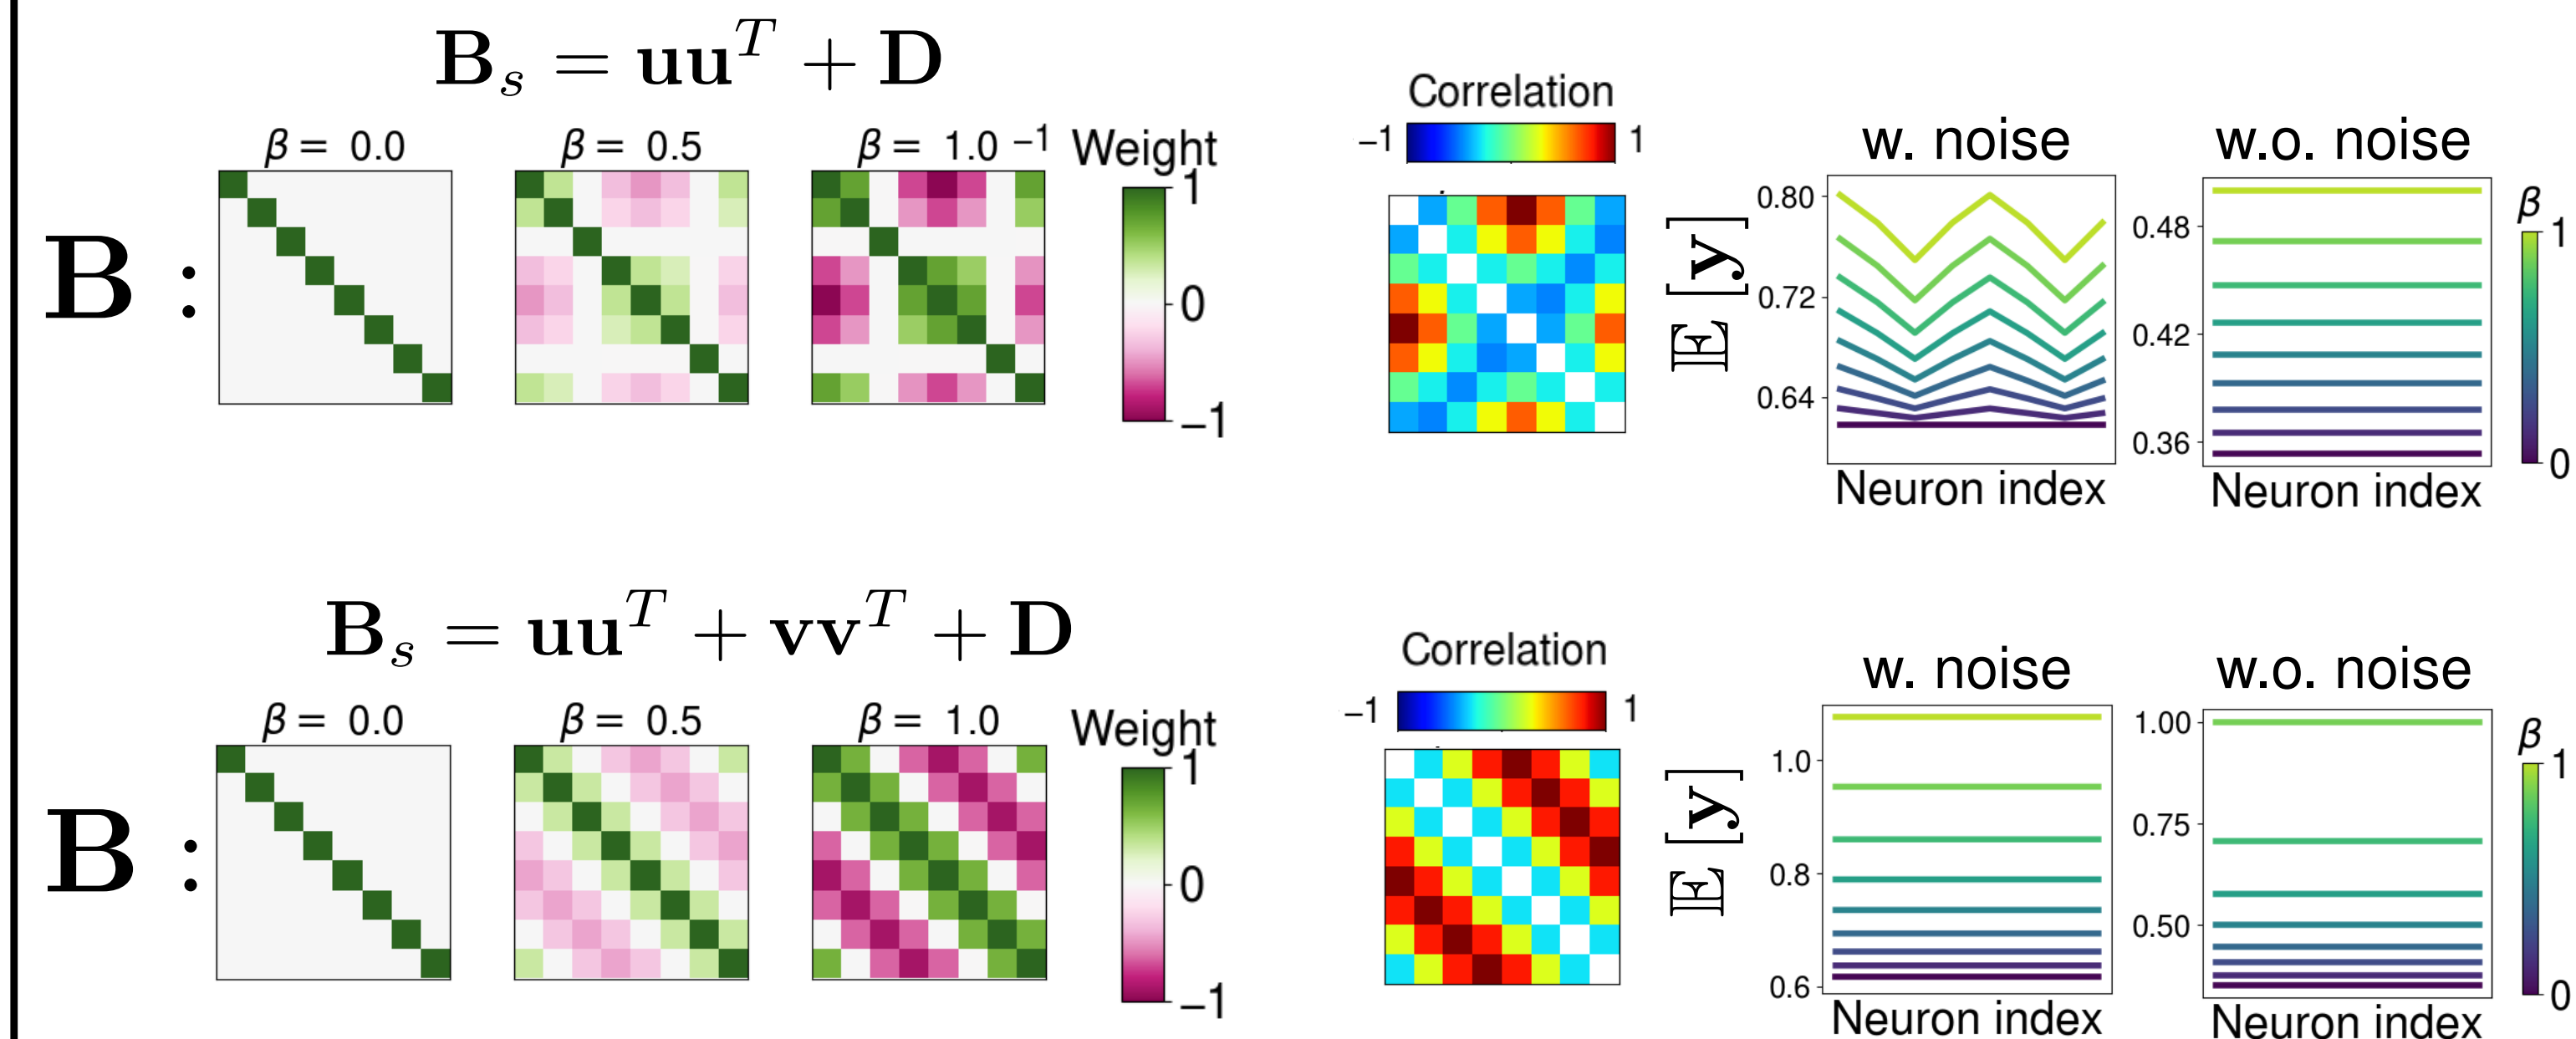 B_s = uu^T + D
β = 0.0
β = 0.5
β = 1.0
−1
Weight
1
0
−1
B :
Correlation
−1
1
𝔼 [y]
w. noise
0.80
0.72
0.64
Neuron index
w.o. noise
0.48
0.42
0.36
Neuron index
β
1
0
B_s = uu^T + vv^T + D
β = 0.0
β = 0.5
β = 1.0
Weight
1
0
−1
B :
Correlation
−1
1
𝔼 [y]
w. noise
1.0
0.8
0.6
Neuron index
w.o. noise
1.00
0.75
0.50
Neuron index
β
1
0